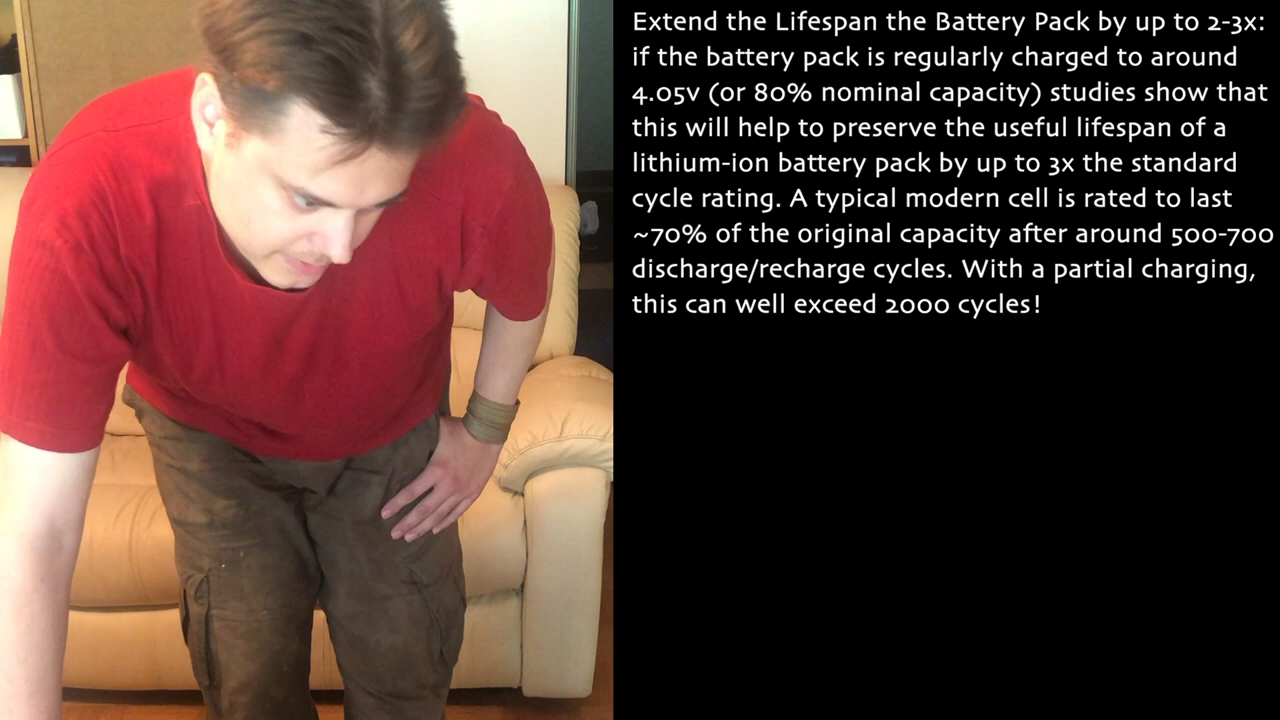 Extend the Lifespan the Battery Pack by up to 2-3x:
if the battery pack is regularly charged to around
4.05v (or 80% nominal capacity) studies show that
this will help to preserve the useful lifespan of a
lithium-ion battery pack by up to 3x the standard
cycle rating. A typical modern cell is rated to last
~70% of the original capacity after around 500-700
discharge/recharge cycles. With a partial charging,
this can well exceed 2000 cycles!